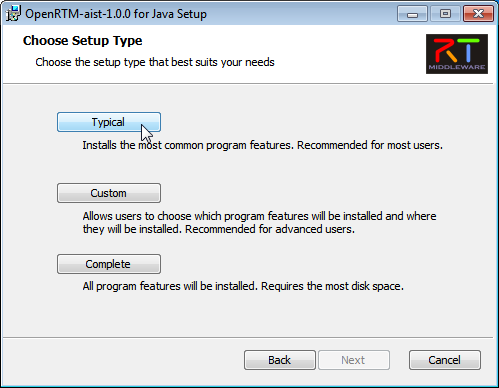 OpenRTM-aist-1.0.0 for Java Setup
Choose Setup Type
Choose the setup type that best suits your needs
RT
MIDDLEWARE
Typical
Installs the most common program features. Recommended for most users.
Custom
Allows users to choose which program features will be installed and where
they will be installed. Recommended for advanced users.
Complete
All program features will be installed. Requires the most disk space.
Back
Next
Cancel